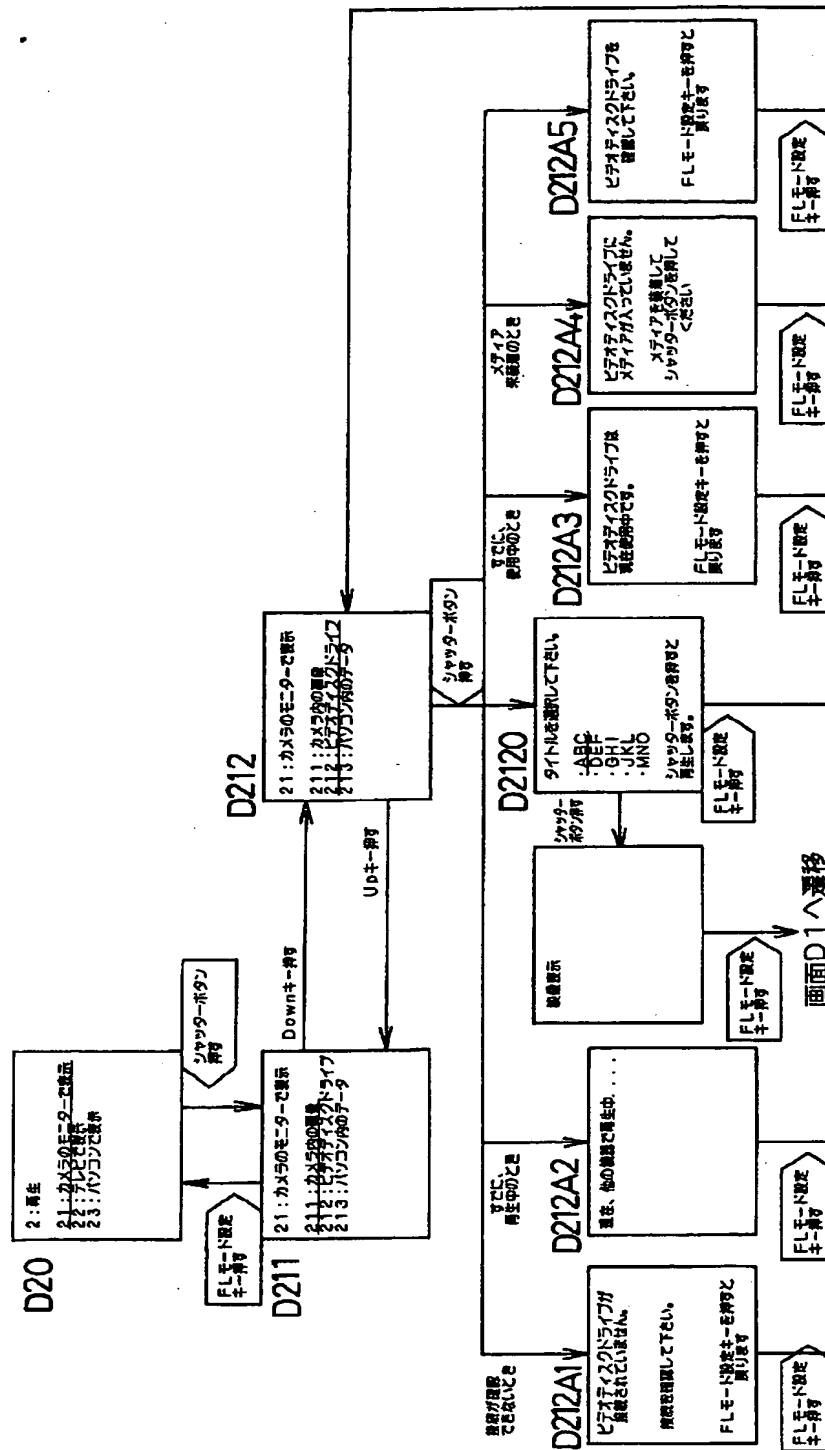 D20
2:再生
21:カメラのモニターで表示
22:テレビで表示
23:パソコンで表示
シャッターボタン
押す
FLモード設定
キー押す
D211
21:カメラのモニターで表示
211:カメラ内の画像
212:ビデオディスクドライブ
213:パソコン内のデータ
Downキー押す
Upキー押す
D212
21:カメラのモニターで表示
211:カメラ内の画像
212:ビデオディスクドライブ
213:パソコン内のデータ
シャッターボタン
押す
接続が確認
できないとき
D212A1
ビデオディスクドライブが
接続されていません。
接続を確認して下さい。
FLモード設定キーを押すと
戻ります
FLモード設定
キー押す
すでに、
再生中のとき
D212A2
現在、他の機器で再生中....
FLモード設定
キー押す
映像表示
FLモード設定
キー押す
画面D1へ遷移
シャッター
ボタン押す
D2120
タイトルを選択して下さい。
・ABC
・DEF
・GHI
・JKL
・MNO
シャッターボタンを押すと
再生します。
FLモード設定
キー押す
すでに、
使用中のとき
D212A3
ビデオディスクドライブは
現在使用中です。
FLモード設定キーを押すと
戻ります
FLモード設定
キー押す
メディア
未装着のとき
D212A4
ビデオディスクドライブに
メディアが入っていません。
メディアを装着して
シャッターボタンを押して
ください
FLモード設定
キー押す
D212A5
ビデオディスクドライブを
確認して下さい。
FLモード設定キーを押すと
戻ります
FLモード設定
キー押す